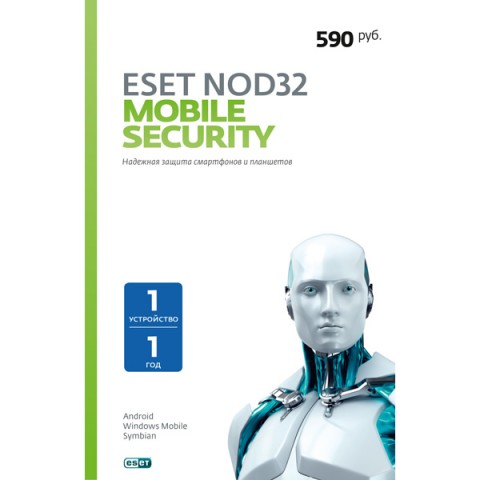 590 руб.
ESET NOD32
MOBILE
SECURITY
Надежная защита смартфонов и планшетов
1
УСТРОЙСТВО
1
ГОД
Android
Windows Mobile
Symbian
eset